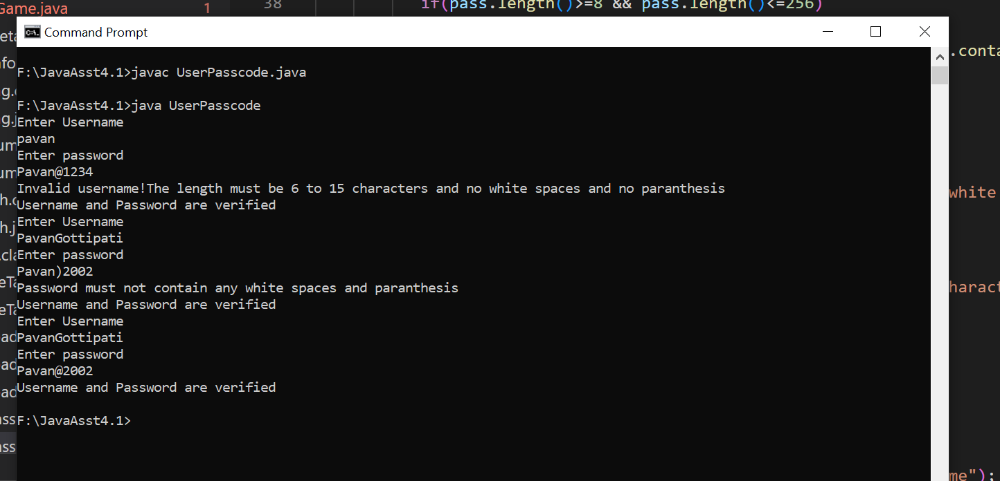 Game.java 1
38 if(pass.length()>=8 && pass.length()<=256)
Command Prompt
F:\JavaAsst4.1>javac UserPasscode.java
F:\JavaAsst4.1>java UserPasscode
Enter Username
pavan
Enter password
Pavan@1234
Invalid username!The length must be 6 to 15 characters and no white spaces and no paranthesis
Username and Password are verified
Enter Username
PavanGottipati
Enter password
Pavan)2002
Password must not contain any white spaces and paranthesis
Username and Password are verified
Enter Username
PavanGottipati
Enter password
Pavan@2002
Username and Password are verified
F:\JavaAsst4.1>
.conta
white
haract
me");